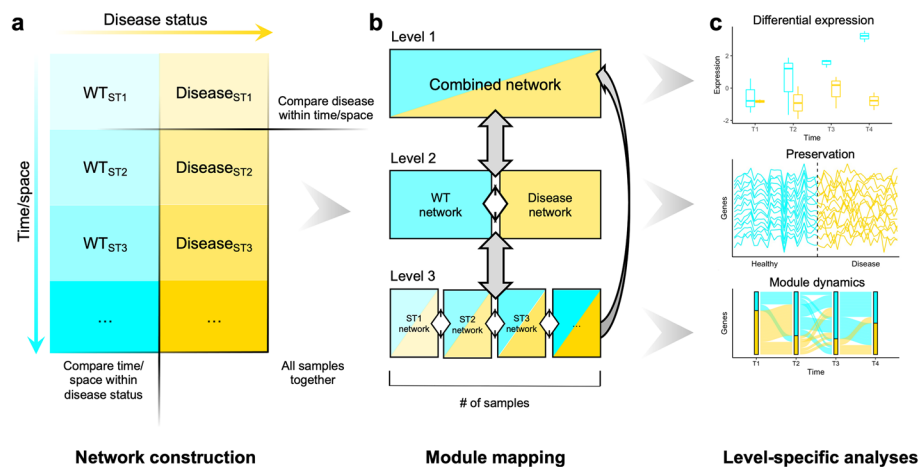 a
Disease status
Time/space
WTST1
DiseaseST1
WTST2
DiseaseST2
WTST3
DiseaseST3
...
...
Compare disease
within time/space
Compare time/
space within
disease status
All samples
together
Network construction
b
Level 1
Combined network
Level 2
WT
network
Disease
network
Level 3
ST1
network
ST2
network
ST3
network
...
# of samples
Module mapping
c
Differential expression
Expression
2
0
-2
T1
T2
T3
T4
Time
Preservation
Genes
Healthy
Disease
Module dynamics
Genes
T1
T2
T3
T4
Time
Level-specific analyses